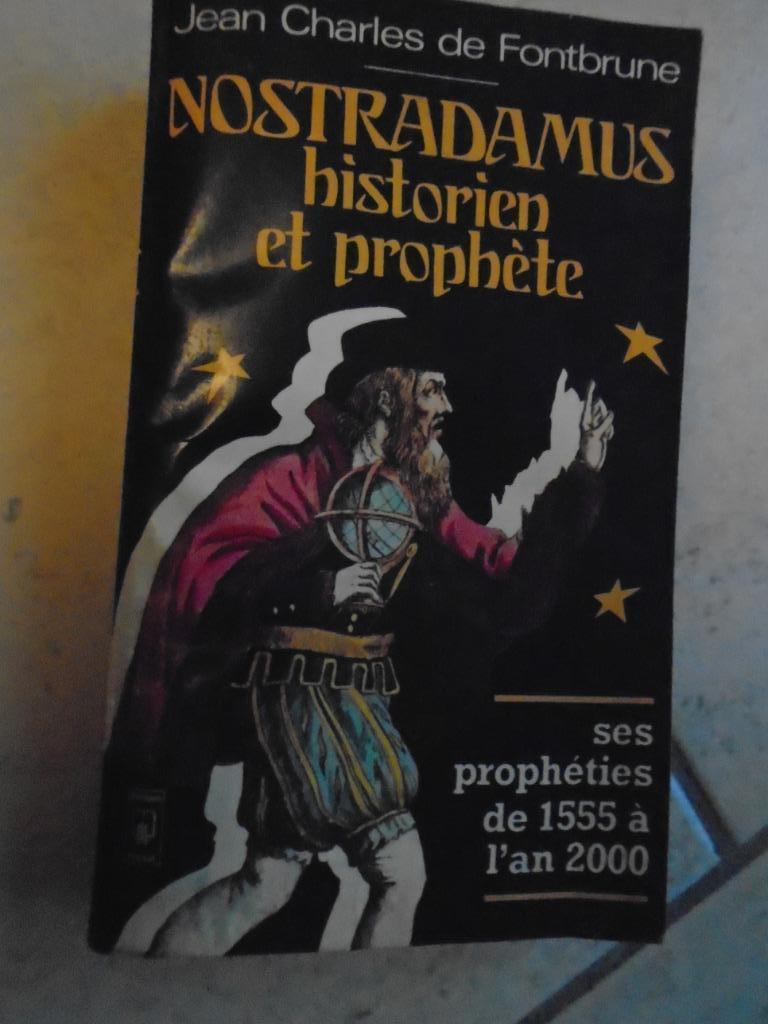 Jean Charles de Fontbrune
NOSTRADAMUS
historien
et prophète
ses
prophéties
de 1555 à
l'an 2000